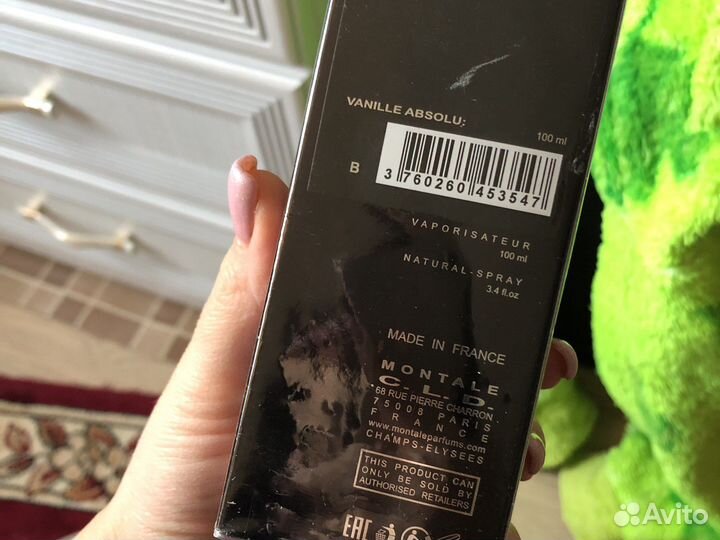 VANILLE ABSOLU:
100 ml
B
3 760260 453547
VAPORISATEUR
100 ml
NATURAL-SPRAY
3.4 fl.oz
MADE IN FRANCE
MONTALE
C.L.D.
68 RUE PIERRE CHARRON
75008 PARIS
FRANCE
www.montaleparfums.com
CHAMPS-ELYSEES
THIS PRODUCT CAN
ONLY BE SOLD BY
AUTHORISED RETAILERS
EAC
Avito